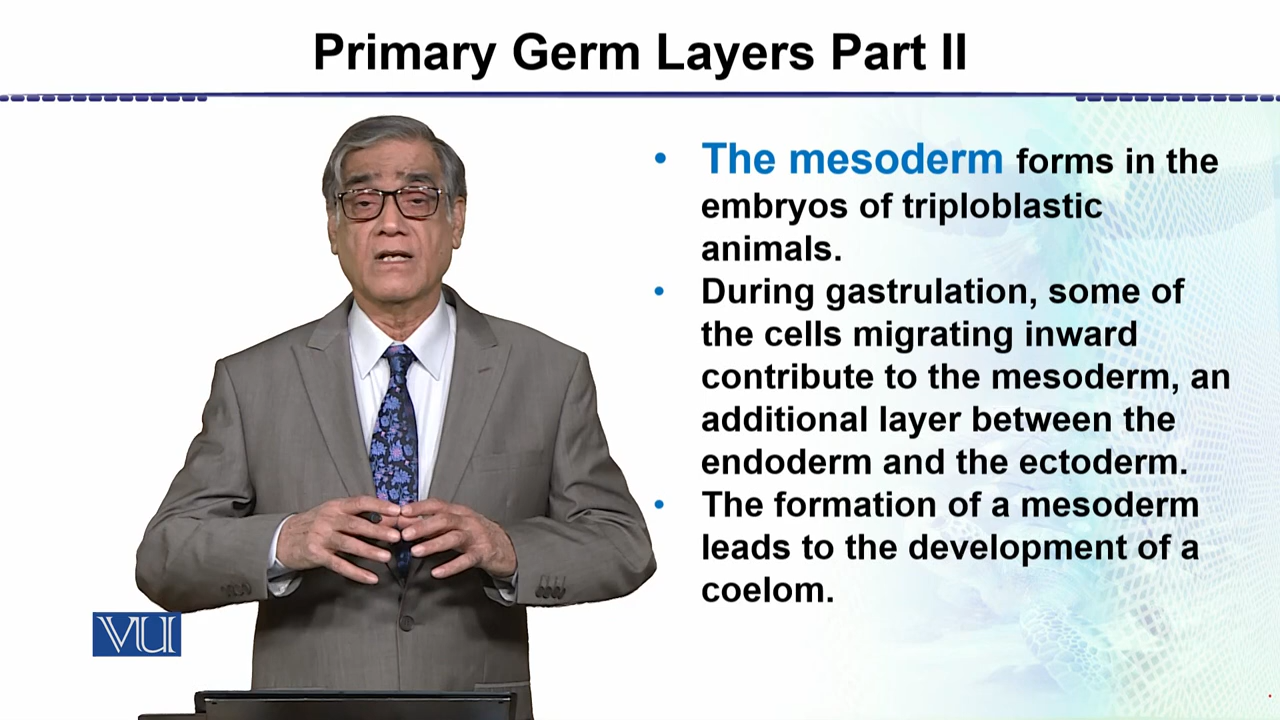 Primary Germ Layers Part II
• The mesoderm forms in the
embryos of triploblastic
animals.
• During gastrulation, some of
the cells migrating inward
contribute to the mesoderm, an
additional layer between the
endoderm and the ectoderm.
• The formation of a mesoderm
leads to the development of a
coelom.
VU